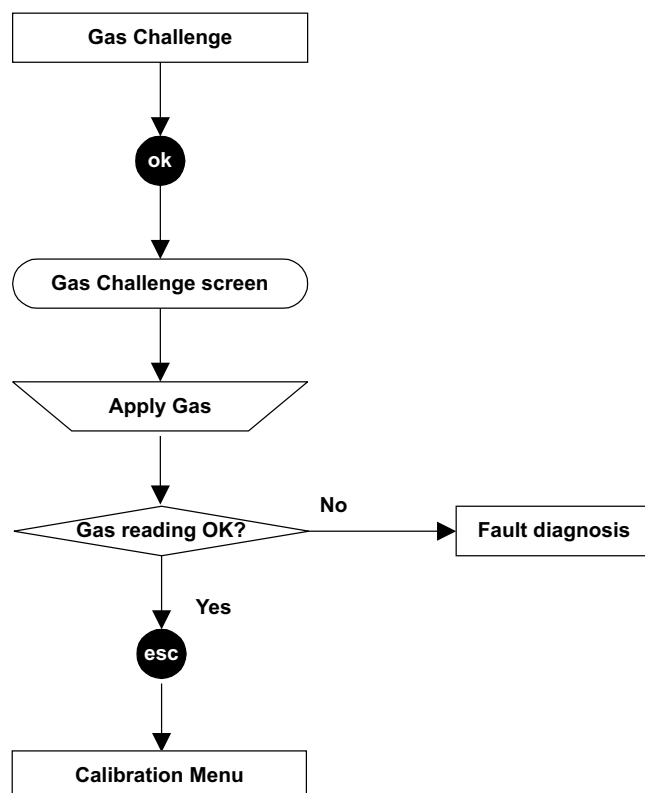 Gas Challenge
ok
Gas Challenge screen
Apply Gas
No
Gas reading OK?
Fault diagnosis
Yes
esc
Calibration Menu